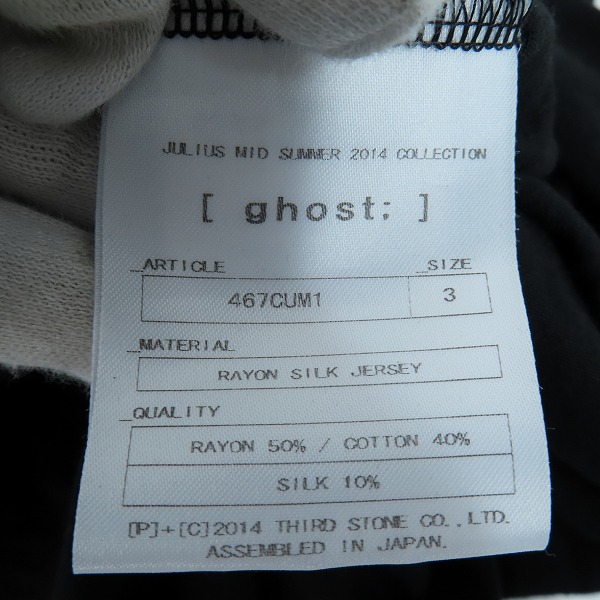 JULIUS MID SUMMER 2014 COLLECTION
[ ghost; ]
_ARTICLE _SIZE
467CUM1 3
_MATERIAL
RAYON SILK JERSEY
_QUALITY
RAYON 50% / COTTON 40%
SILK 10%
[P]+[C]2014 THIRD STONE CO.,LTD.
ASSEMBLED IN JAPAN.